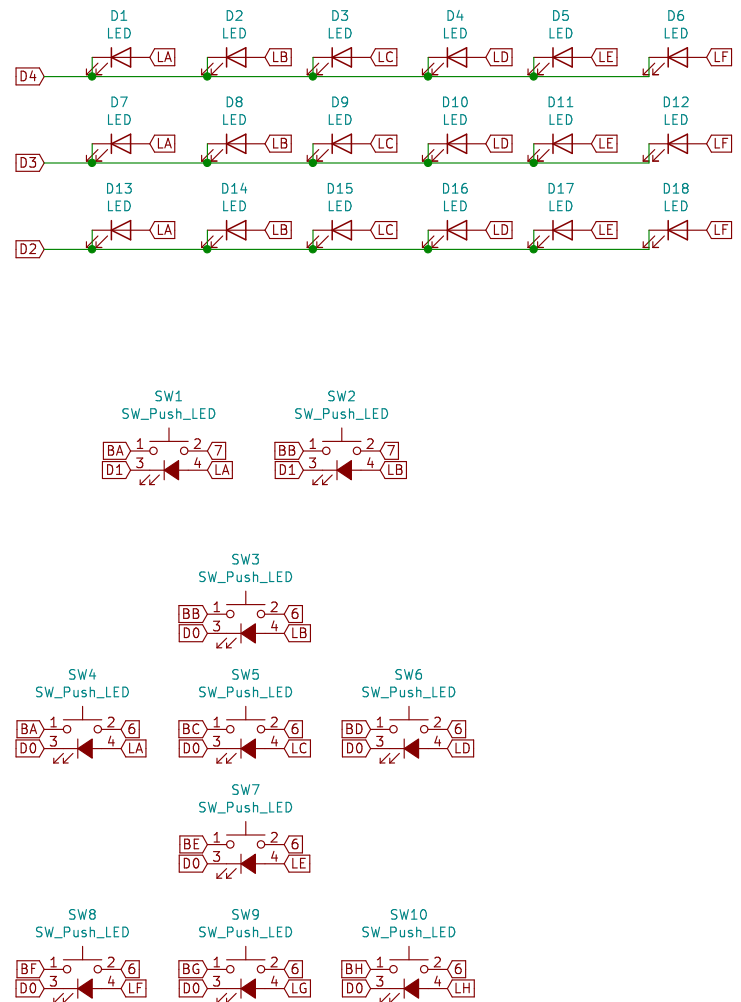 D1 D2 D3 D4 D5 D6
LED LED LED LED LED LED
LA LB LC LD LE LF
D4
D7 D8 D9 D10 D11 D12
LED LED LED LED LED LED
LA LB LC LD LE LF
D3
D13 D14 D15 D16 D17 D18
LED LED LED LED LED LED
LA LB LC LD LE LF
D2
SW1 SW2
SW_Push_LED SW_Push_LED
BA 1 2 7 BB 1 2 7
D1 3 4 LA D1 3 4 LB
SW3
SW_Push_LED
BB 1 2 6
D0 3 4 LB
SW4 SW5 SW6
SW_Push_LED SW_Push_LED SW_Push_LED
BA 1 2 6 BC 1 2 6 BD 1 2 6
D0 3 4 LA D0 3 4 LC D0 3 4 LD
SW7
SW_Push_LED
BE 1 2 6
D0 3 4 LE
SW8 SW9 SW10
SW_Push_LED SW_Push_LED SW_Push_LED
BF 1 2 6 BG 1 2 6 BH 1 2 6
D0 3 4 LF D0 3 4 LG D0 3 4 LH